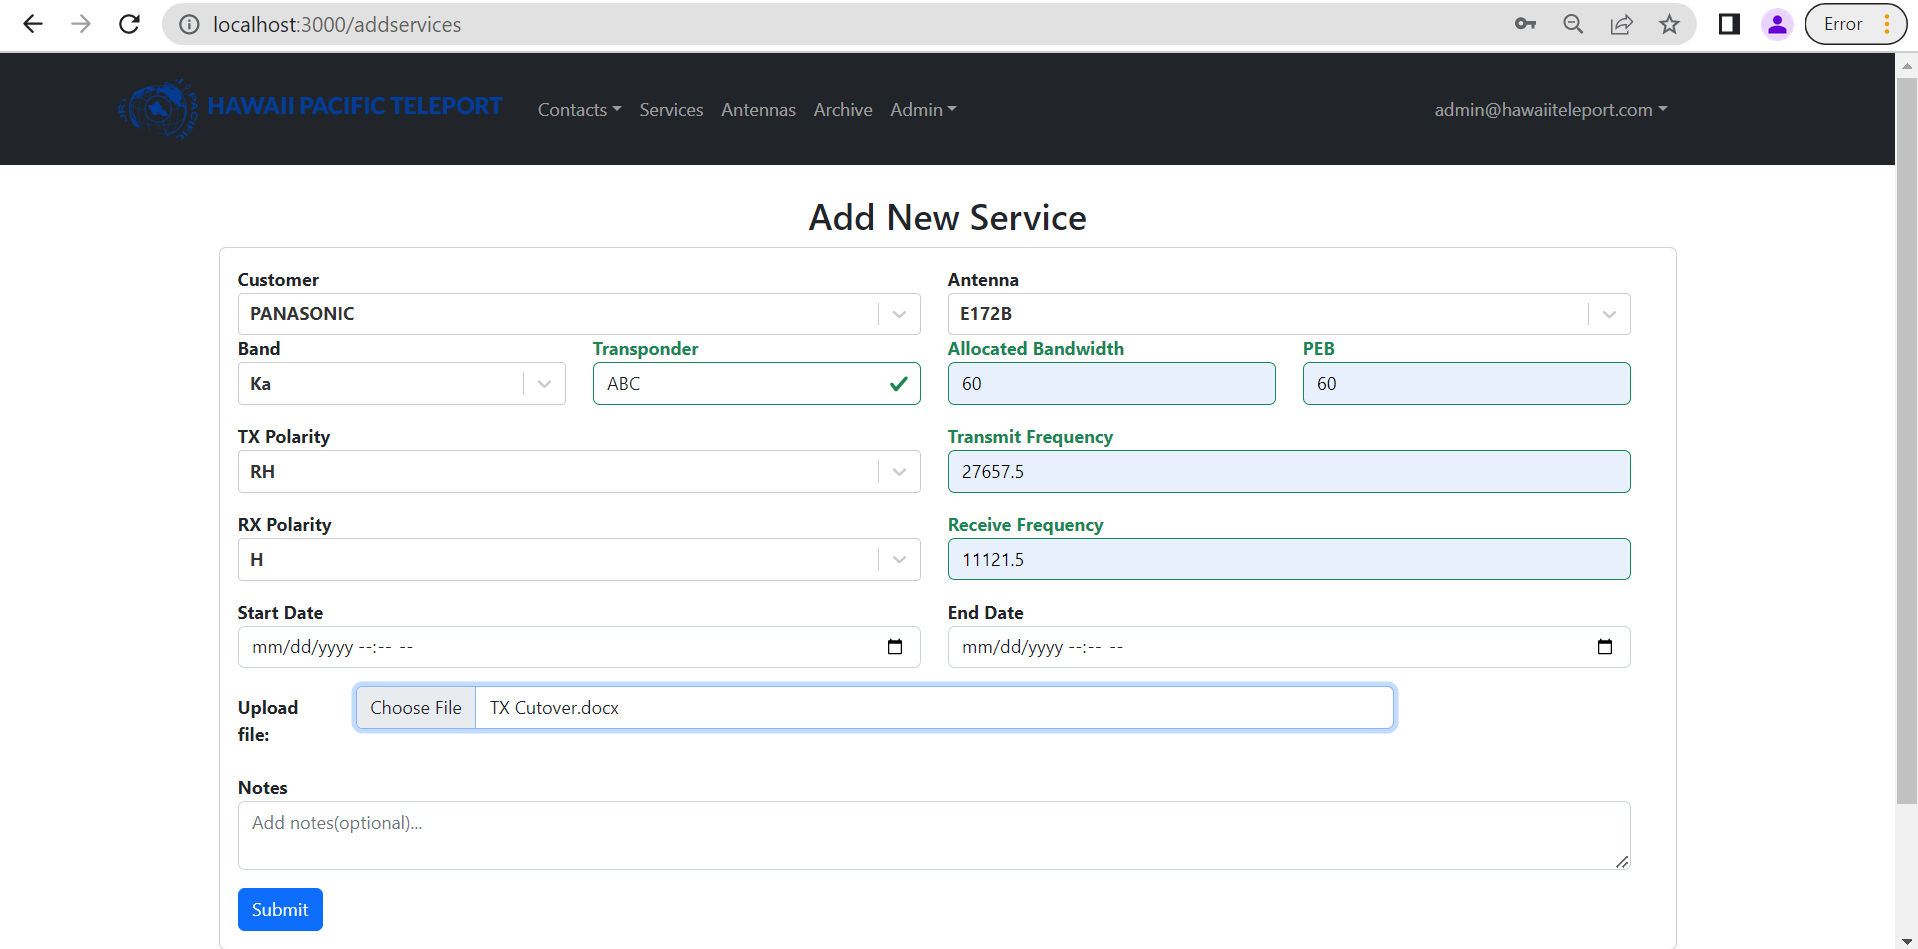 localhost:3000/addservices
Error
HAWAII PACIFIC TELEPORT
Contacts Services Antennas Archive Admin
admin@hawaiiteleport.com
Add New Service
Customer
PANASONIC
Antenna
E172B
Band
Ka
Transponder
ABC
Allocated Bandwidth
60
PEB
60
TX Polarity
RH
Transmit Frequency
27657.5
RX Polarity
H
Receive Frequency
11121.5
Start Date
mm/dd/yyyy --:-- --
End Date
mm/dd/yyyy --:-- --
Upload
file:
Choose File TX Cutover.docx
Notes
Add notes(optional)...
Submit